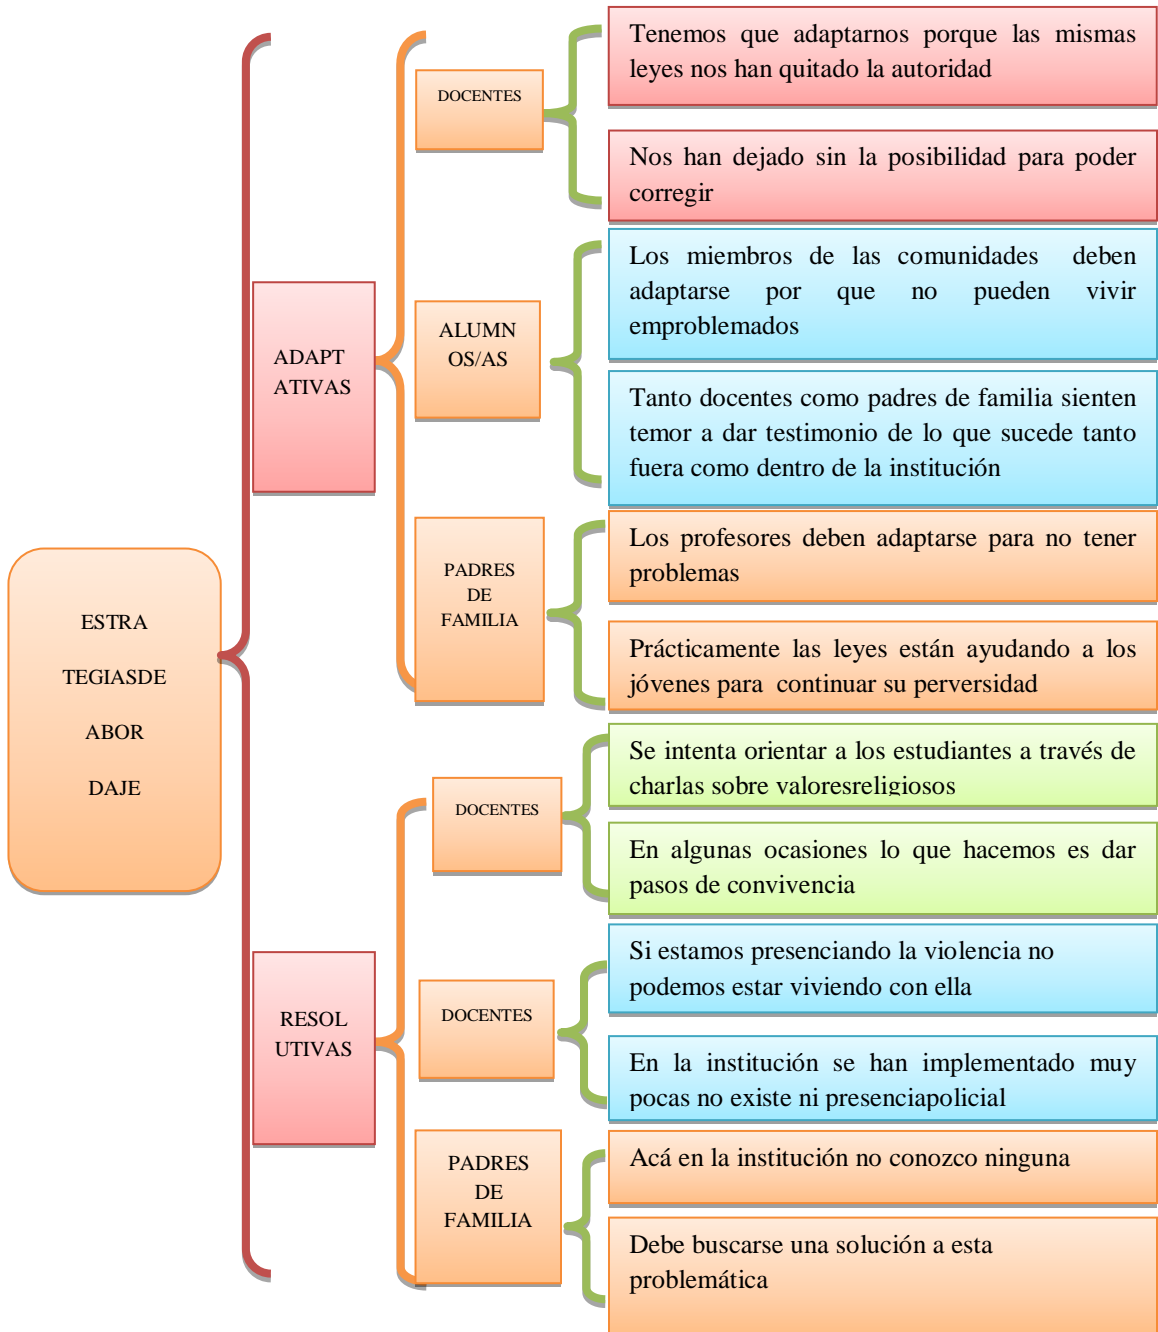 ESTRA
TEGIASDE
ABOR
DAJE
ADAPT
ATIVAS
DOCENTES
Tenemos que adaptarnos porque las mismas
leyes nos han quitado la autoridad
Nos han dejado sin la posibilidad para poder
corregir
ALUMN
OS/AS
Los miembros de las comunidades deben
adaptarse por que no pueden vivir
emproblemados
Tanto docentes como padres de familia sienten
temor a dar testimonio de lo que sucede tanto
fuera como dentro de la institución
PADRES
DE
FAMILIA
Los profesores deben adaptarse para no tener
problemas
Prácticamente las leyes están ayudando a los
jóvenes para continuar su perversidad
RESOL
UTIVAS
DOCENTES
Se intenta orientar a los estudiantes a través de
charlas sobre valoresreligiosos
En algunas ocasiones lo que hacemos es dar
pasos de convivencia
DOCENTES
Si estamos presenciando la violencia no
podemos estar viviendo con ella
En la institución se han implementado muy
pocas no existe ni presenciapolicial
PADRES
DE
FAMILIA
Acá en la institución no conozco ninguna
Debe buscarse una solución a esta
problemática